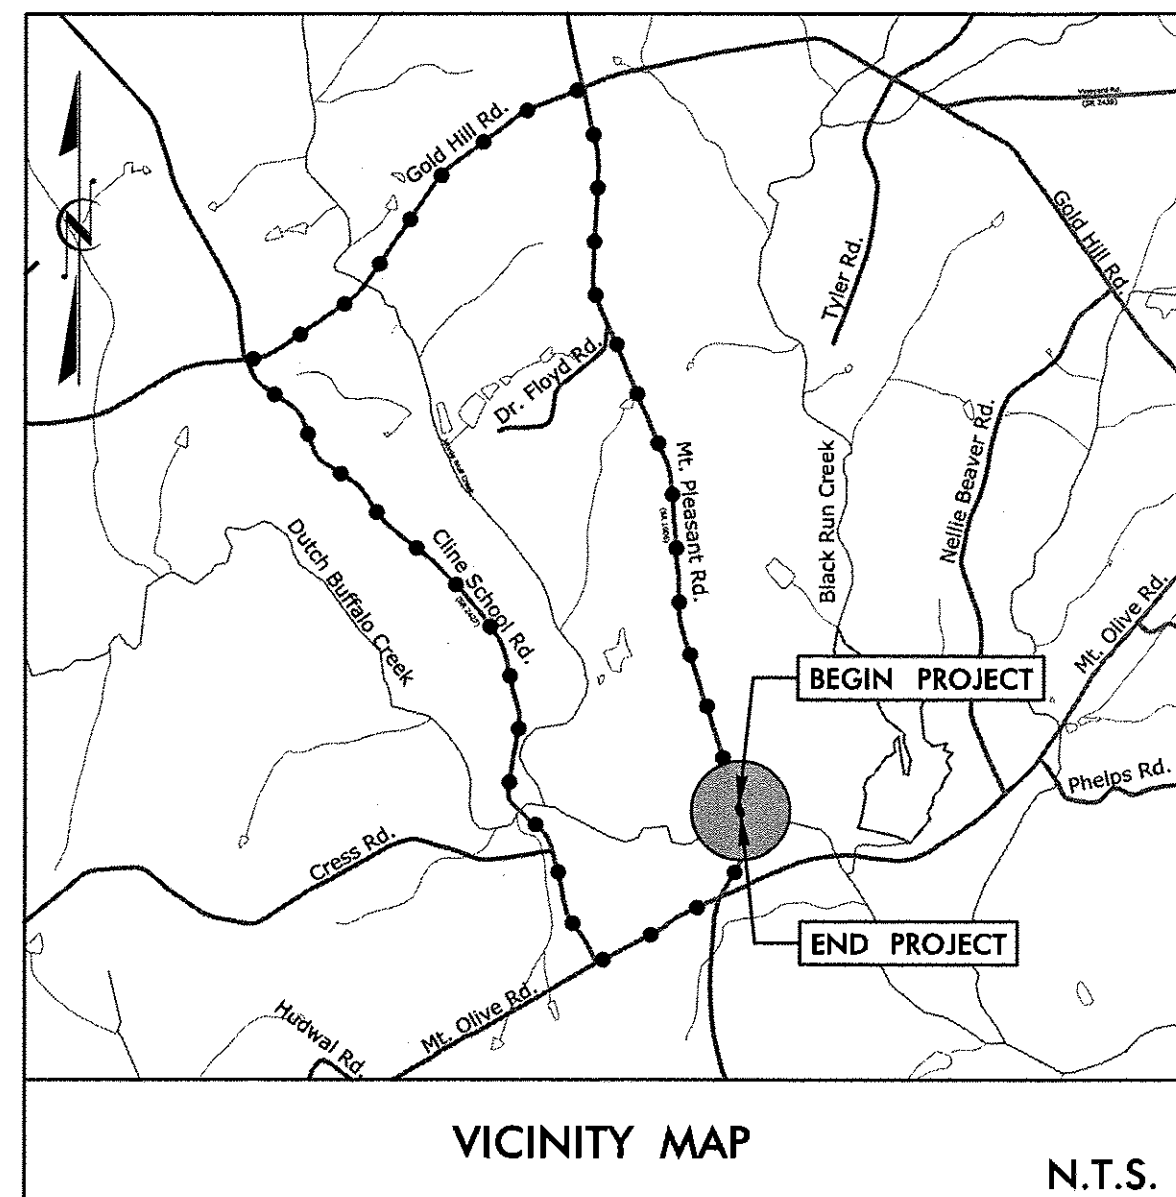 Gold Hill Rd.
(SR 2439)
Gold Hill Rd.
Tyler Rd.
Dr. Floyd Rd.
Mt. Pleasant Rd.
Black Run Creek
Nellie Beaver Rd.
Cline School Rd.
Dutch Buffalo Creek
Mt. Olive Rd.
BEGIN PROJECT
Phelps Rd.
Cress Rd.
END PROJECT
Mt. Olive Rd.
Hudwal Rd.
N
VICINITY MAP
N.T.S.